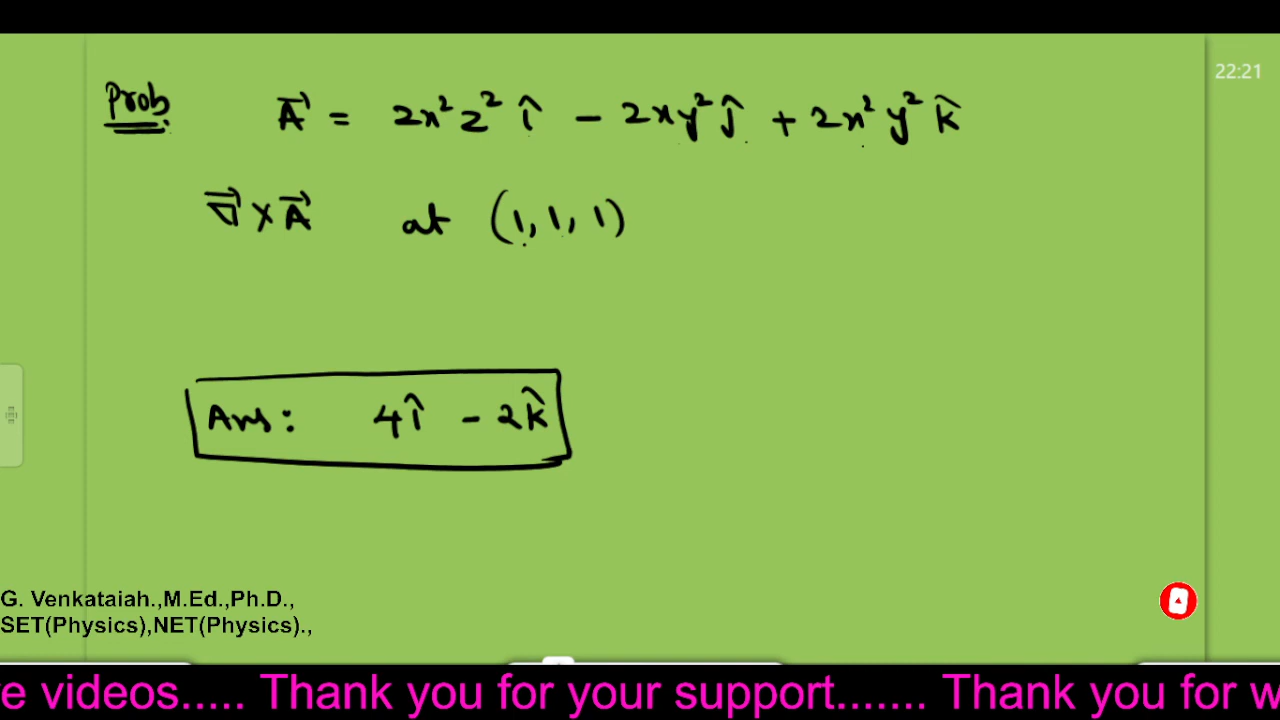 Prob. A⃗ = 2x²z² î − 2xy² ĵ + 2x²y² k̂
22:21
∇⃗ × A⃗ at (1, 1, 1)
Ans: 4î − 2k̂
G. Venkataiah.,M.Ed.,Ph.D.,
SET(Physics),NET(Physics).,
e videos..... Thank you for your support....... Thank you for w